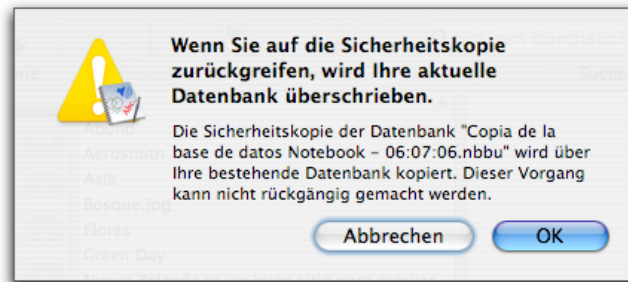 Wenn Sie auf die Sicherheitskopie
zurückgreifen, wird Ihre aktuelle
Datenbank überschrieben.
Die Sicherheitskopie der Datenbank "Copia de la
base de datos Notebook – 06:07:06.nbbu" wird über
Ihre bestehende Datenbank kopiert. Dieser Vorgang
kann nicht rückgängig gemacht werden.
Abbrechen OK
Aerosmith
Asia
Bosque.jpg
Flores
Green Day